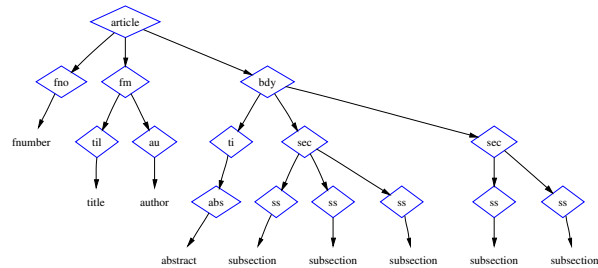 article
fno fm bdy
fnumber til au ti sec sec
title author abs ss ss ss ss ss
abstract subsection subsection subsection subsection subsection